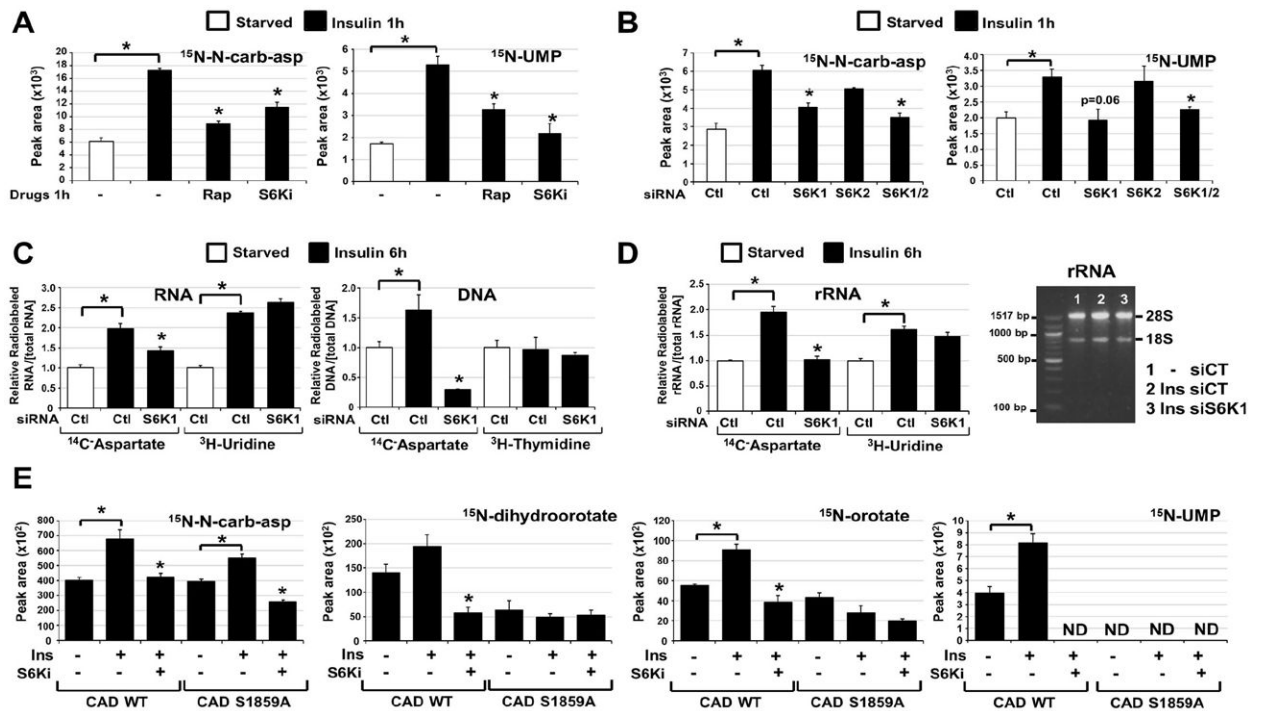 A
Starved Insulin 1h
15N-N-carb-asp
Peak area (x10³)
20
18
16
14
12
10
8
6
4
2
0
*
*
*
Drugs 1h - - Rap S6Ki
15N-UMP
Peak area (x10³)
6
5
4
3
2
1
0
*
*
*
- - Rap S6Ki
B
Starved Insulin 1h
15N-N-carb-asp
Peak area (x10³)
7
6
5
4
3
2
1
0
*
*
*
siRNA Ctl Ctl S6K1 S6K2 S6K1/2
15N-UMP
Peak area (x10³)
4.0
3.5
3.0
2.5
2.0
1.5
1.0
0.5
0.
*
p=0.06
*
Ctl Ctl S6K1 S6K2 S6K1/2
C
Starved Insulin 6h
RNA
Relative Radiolabeled
RNA/[total RNA]
3.0
2.5
2.0
1.5
1.0
0.5
0
*
*
*
siRNA Ctl Ctl S6K1 Ctl Ctl S6K1
14C-Aspartate 3H-Uridine
DNA
Relative Radiolabeled
DNA/[total DNA]
2.0
1.5
1.0
0.5
0
*
*
Ctl Ctl S6K1 Ctl Ctl S6K1
14C-Aspartate 3H-Thymidine
D
Starved Insulin 6h
rRNA
Relative Radiolabeled
rRNA/[total rRNA]
2.5
2.0
1.5
1.0
0.5
0
*
*
*
siRNA Ctl Ctl S6K1 Ctl Ctl S6K1
14C-Aspartate 3H-Uridine
rRNA
1 2 3
1517 bp
1000 bp
500 bp
100 bp
28S
18S
1 - siCT
2 Ins siCT
3 Ins siS6K1
E
15N-N-carb-asp
Peak area (x10²)
800
700
600
500
400
300
200
100
0
*
*
*
*
Ins - + + - + +
S6Ki - - + - - +
CAD WT CAD S1859A
15N-dihydroorotate
Peak area (x10²)
250
200
150
100
50
0
*
- + + - + +
- - + - - +
CAD WT CAD S1859A
15N-orotate
Peak area (x10²)
120
100
80
60
40
20
0
*
*
Ins - + + - + +
S6Ki - - + - - +
CAD WT CAD S1859A
15N-UMP
Peak area (x10²)
10
9
8
7
6
5
4
3
2
1
0
*
ND ND ND ND
- + + - + +
- - + - - +
CAD WT CAD S1859A